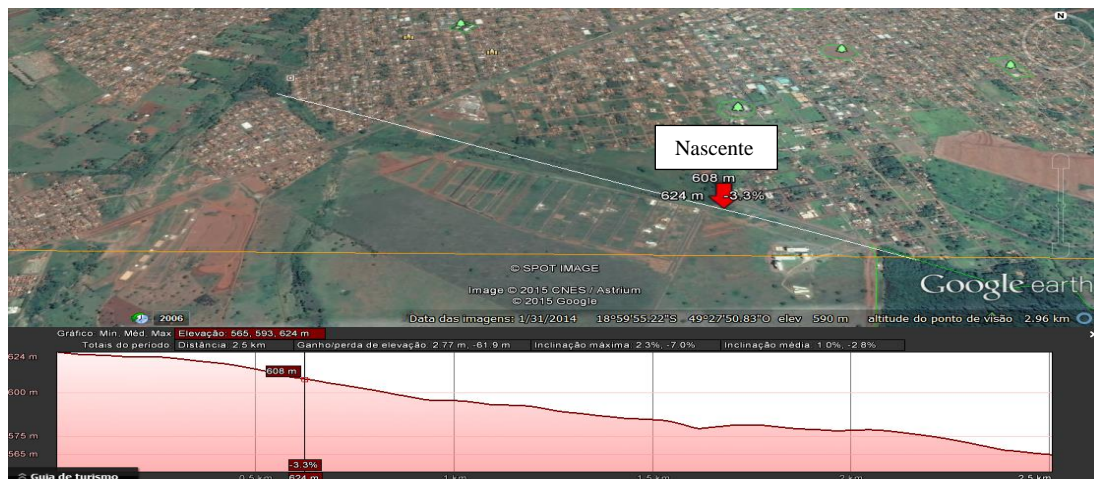 N
Nascente
608 m
624 m -3.3%
© SPOT IMAGE
Image © 2015 CNES / Astrium
© 2015 Google
Google earth
2006
Data das imagens: 1/31/2014 18°59'55.22"S 49°27'50.83"O elev 590 m altitude do ponto de visão 2.96 km
Gráfico: Min, Méd, Max Elevação: 565, 593, 624 m
Totais do período Distância: 2.5 km Ganho/perda de elevação: 2.77 m, -61.9 m Inclinação máxima: 2.3%, -7.0% Inclinação média: 1.0%, -2.8%
624 m
608 m
600 m
575 m
565 m
-3.3%
Guia de turismo 0,5 km 624 m 1 km 1,5 km 2 km 2.5 km